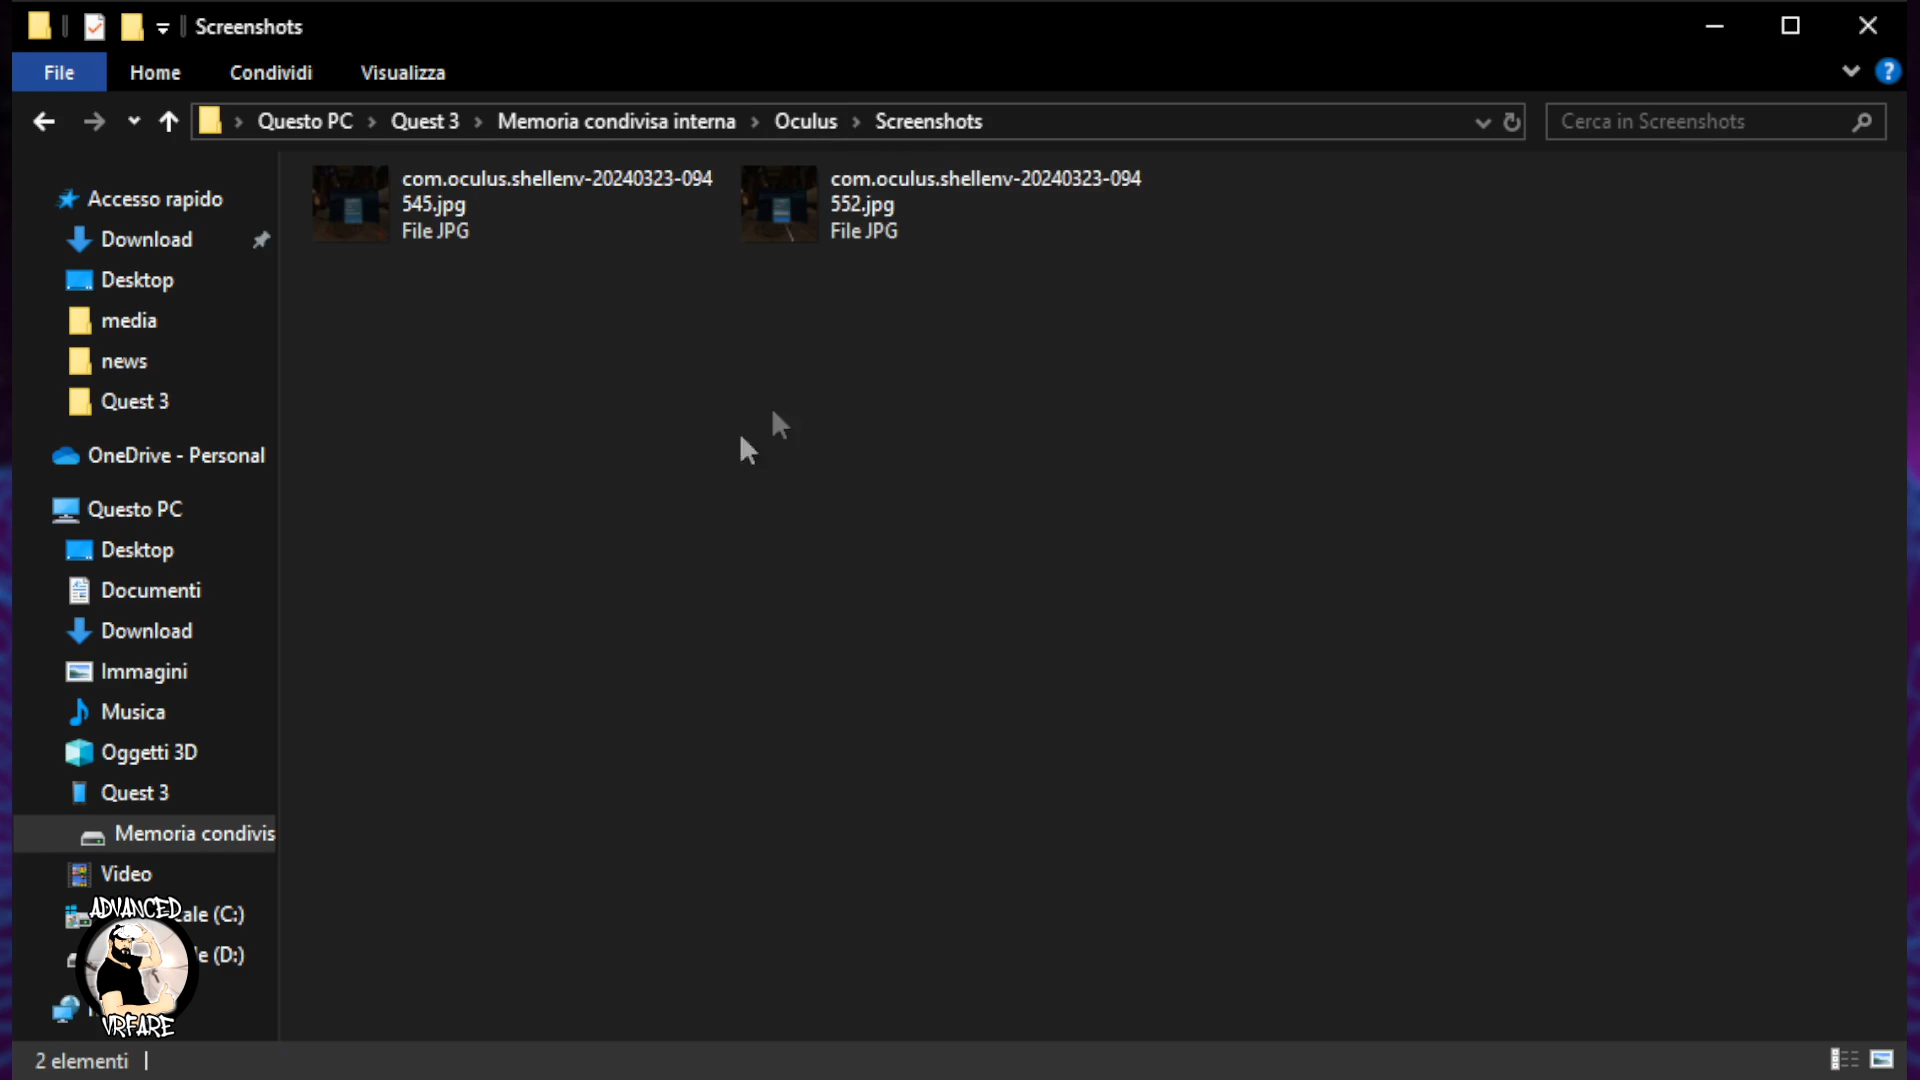 Screenshots
File Home Condividi Visualizza
Questo PC Quest 3 Memoria condivisa interna Oculus Screenshots Cerca in Screenshots
com.oculus.shellenv-20240323-094
545.jpg
File JPG
com.oculus.shellenv-20240323-094
552.jpg
File JPG
Accesso rapido
Download
Desktop
media
news
Quest 3
OneDrive - Personal
Questo PC
Desktop
Documenti
Download
Immagini
Musica
Oggetti 3D
Quest 3
Memoria condivis
Video
ale (C:)
e (D:)
ADVANCED
VRFARE
2 elementi